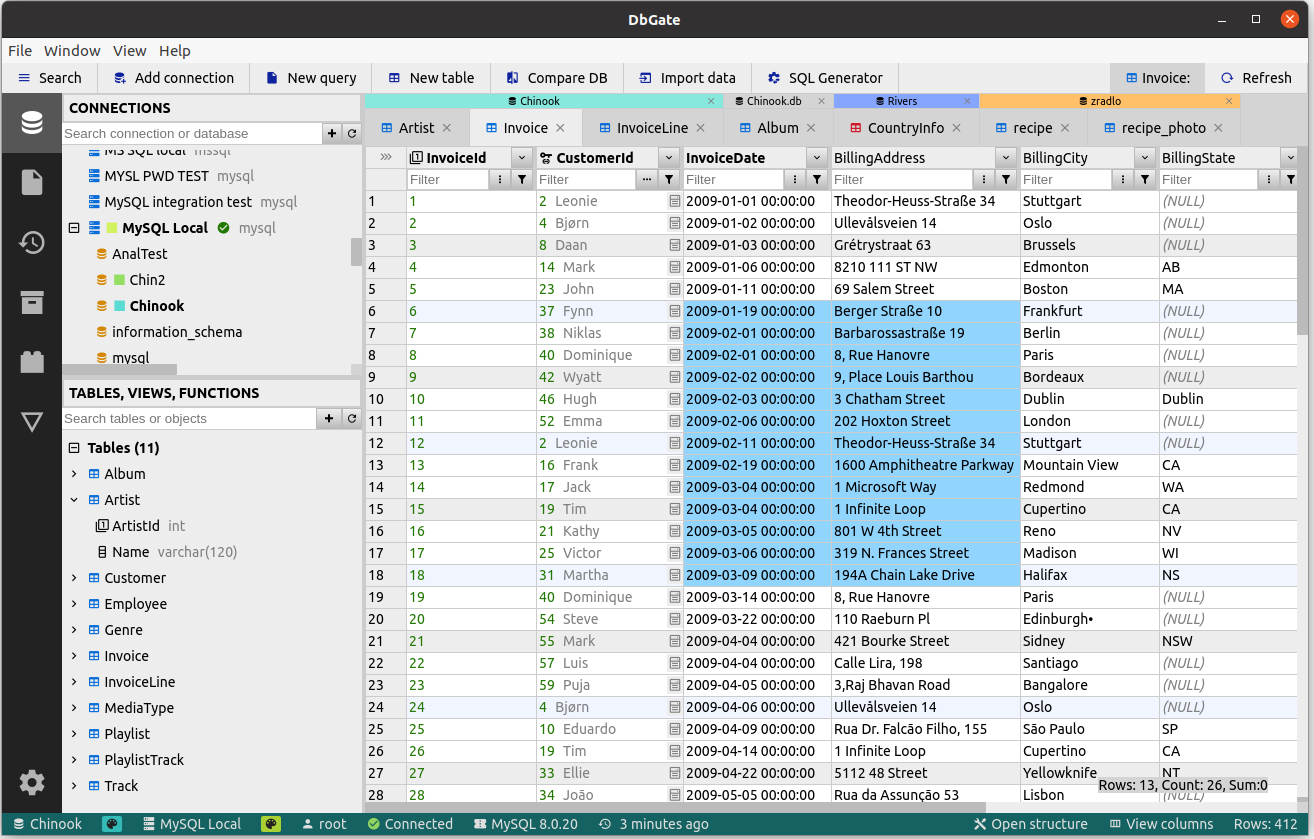 DbGate
File Window View Help
Search Add connection New query New table Compare DB Import data SQL Generator Invoice: Refresh
CONNECTIONS
Search connection or database
MS SQL local mssql
MYSL PWD TEST mysql
MySQL integration test mysql
MySQL Local mysql
AnalTest
Chin2
Chinook
information_schema
mysql
TABLES, VIEWS, FUNCTIONS
Search tables or objects
Tables (11)
Album
Artist
ArtistId int
Name varchar(120)
Customer
Employee
Genre
Invoice
InvoiceLine
MediaType
Playlist
PlaylistTrack
Track
Chinook Chinook.db Rivers zradlo
Artist Invoice InvoiceLine Album CountryInfo recipe recipe_photo
InvoiceId CustomerId InvoiceDate BillingAddress BillingCity BillingState
Filter Filter Filter Filter Filter Filter
1 1 2 Leonie 2009-01-01 00:00:00 Theodor-Heuss-Straße 34 Stuttgart (NULL)
2 2 4 Bjørn 2009-01-02 00:00:00 Ullevålsveien 14 Oslo (NULL)
3 3 8 Daan 2009-01-03 00:00:00 Grétrystraat 63 Brussels (NULL)
4 4 14 Mark 2009-01-06 00:00:00 8210 111 ST NW Edmonton AB
5 5 23 John 2009-01-11 00:00:00 69 Salem Street Boston MA
6 6 37 Fynn 2009-01-19 00:00:00 Berger Straße 10 Frankfurt (NULL)
7 7 38 Niklas 2009-02-01 00:00:00 Barbarossastraße 19 Berlin (NULL)
8 8 40 Dominique 2009-02-01 00:00:00 8, Rue Hanovre Paris (NULL)
9 9 42 Wyatt 2009-02-02 00:00:00 9, Place Louis Barthou Bordeaux (NULL)
10 10 46 Hugh 2009-02-03 00:00:00 3 Chatham Street Dublin Dublin
11 11 52 Emma 2009-02-06 00:00:00 202 Hoxton Street London (NULL)
12 12 2 Leonie 2009-02-11 00:00:00 Theodor-Heuss-Straße 34 Stuttgart (NULL)
13 13 16 Frank 2009-02-19 00:00:00 1600 Amphitheatre Parkway Mountain View CA
14 14 17 Jack 2009-03-04 00:00:00 1 Microsoft Way Redmond WA
15 15 19 Tim 2009-03-04 00:00:00 1 Infinite Loop Cupertino CA
16 16 21 Kathy 2009-03-05 00:00:00 801 W 4th Street Reno NV
17 17 25 Victor 2009-03-06 00:00:00 319 N. Frances Street Madison WI
18 18 31 Martha 2009-03-09 00:00:00 194A Chain Lake Drive Halifax NS
19 19 40 Dominique 2009-03-14 00:00:00 8, Rue Hanovre Paris (NULL)
20 20 54 Steve 2009-03-22 00:00:00 110 Raeburn Pl Edinburgh• (NULL)
21 21 55 Mark 2009-04-04 00:00:00 421 Bourke Street Sidney NSW
22 22 57 Luis 2009-04-04 00:00:00 Calle Lira, 198 Santiago (NULL)
23 23 59 Puja 2009-04-05 00:00:00 3,Raj Bhavan Road Bangalore (NULL)
24 24 4 Bjørn 2009-04-06 00:00:00 Ullevålsveien 14 Oslo (NULL)
25 25 10 Eduardo 2009-04-09 00:00:00 Rua Dr. Falcão Filho, 155 São Paulo SP
26 26 19 Tim 2009-04-14 00:00:00 1 Infinite Loop Cupertino CA
27 27 33 Ellie 2009-04-22 00:00:00 5112 48 Street Yellowknife NT
28 28 34 João 2009-05-05 00:00:00 Rua da Assunção 53 Lisbon (NULL)
Rows: 13, Count: 26, Sum:0
Chinook MySQL Local root Connected MySQL 8.0.20 3 minutes ago Open structure View columns Rows: 412